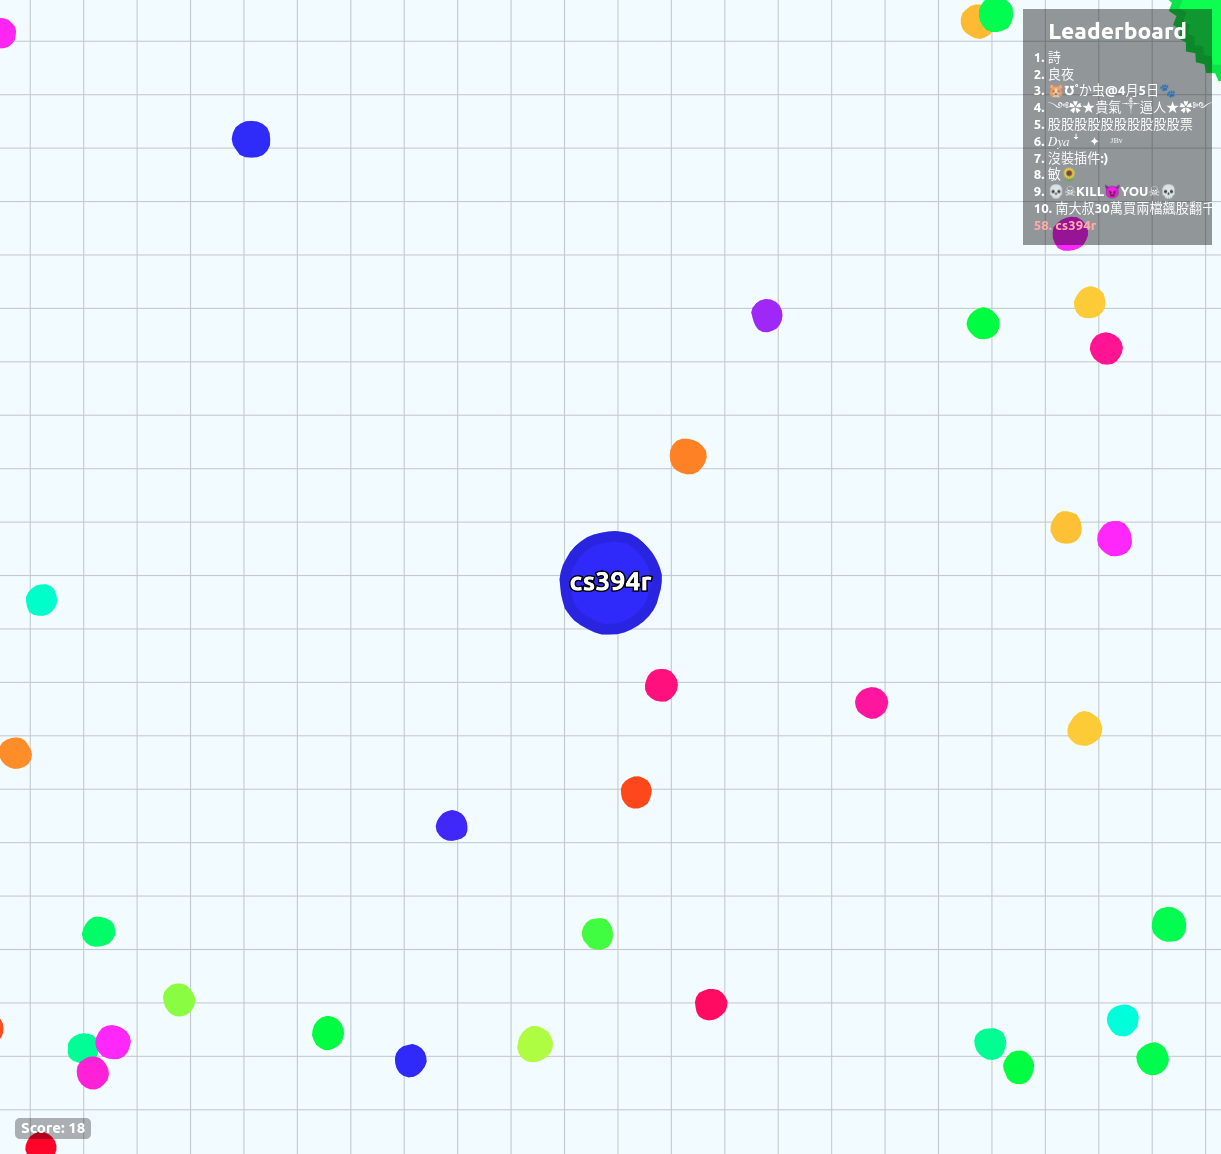 Leaderboard
1. 詩
2. 良夜
3. 🐹℧˚か虫@4月5日🐾
4. ༺✽★貴氣༒逼人★✽༻
5. 股股股股股股股股股股票
6. 𝐷𝑦𝑎 ⸸ ✦ ᴶᴮᵛ
7. 沒裝插件:)
8. 敏🌻
9. 💀☠KILL😈YOU☠💀
10. 南大叔30萬買兩檔飆股翻千
58. cs394r
cs394r
Score: 18